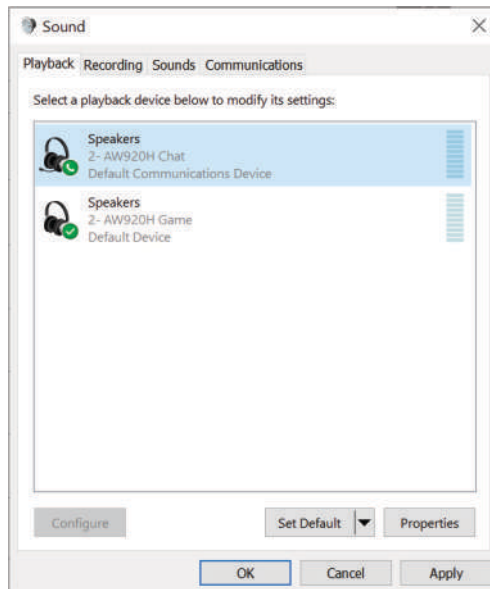 Sound
Playback Recording Sounds Communications
Select a playback device below to modify its settings:
Speakers
2- AW920H Chat
Default Communications Device
Speakers
2- AW920H Game
Default Device
Configure Set Default Properties
OK Cancel Apply